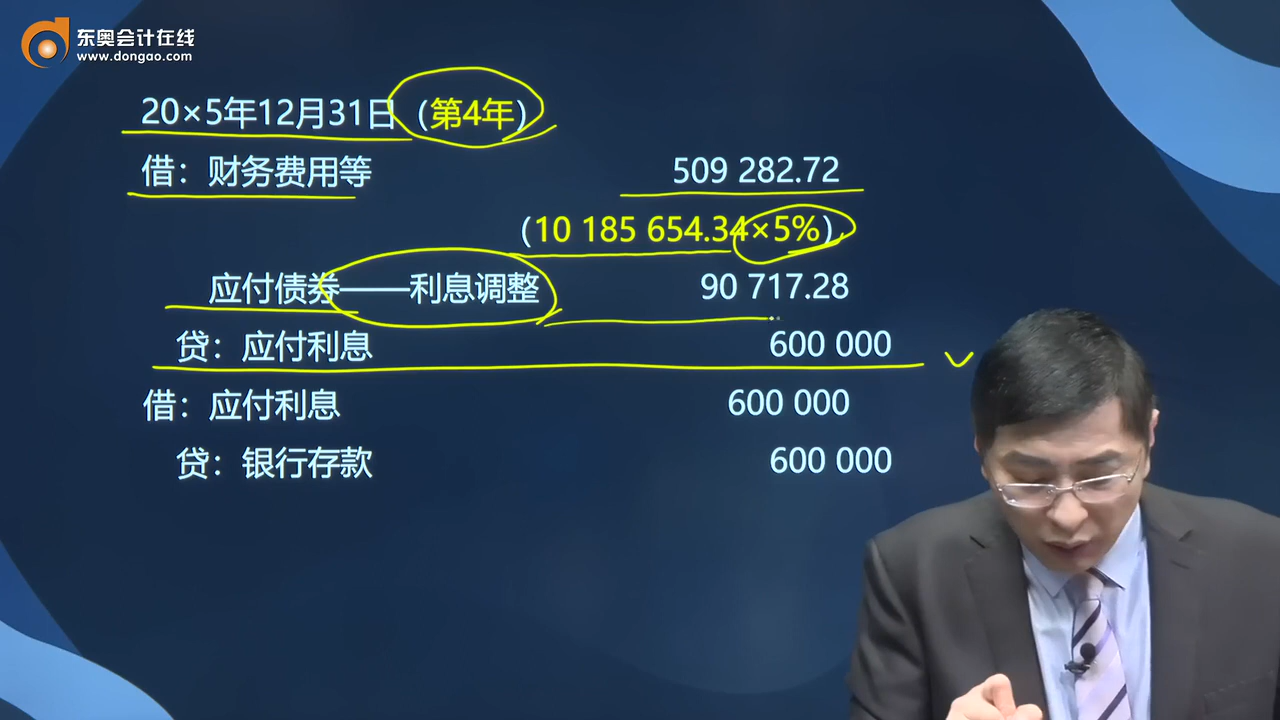 东奥会计在线
www.dongao.com
20×5年12月31日（第4年）
借：财务费用等 509 282.72
（10 185 654.34×5%）
应付债券——利息调整 90 717.28
贷：应付利息 600 000
借：应付利息 600 000
贷：银行存款 600 000